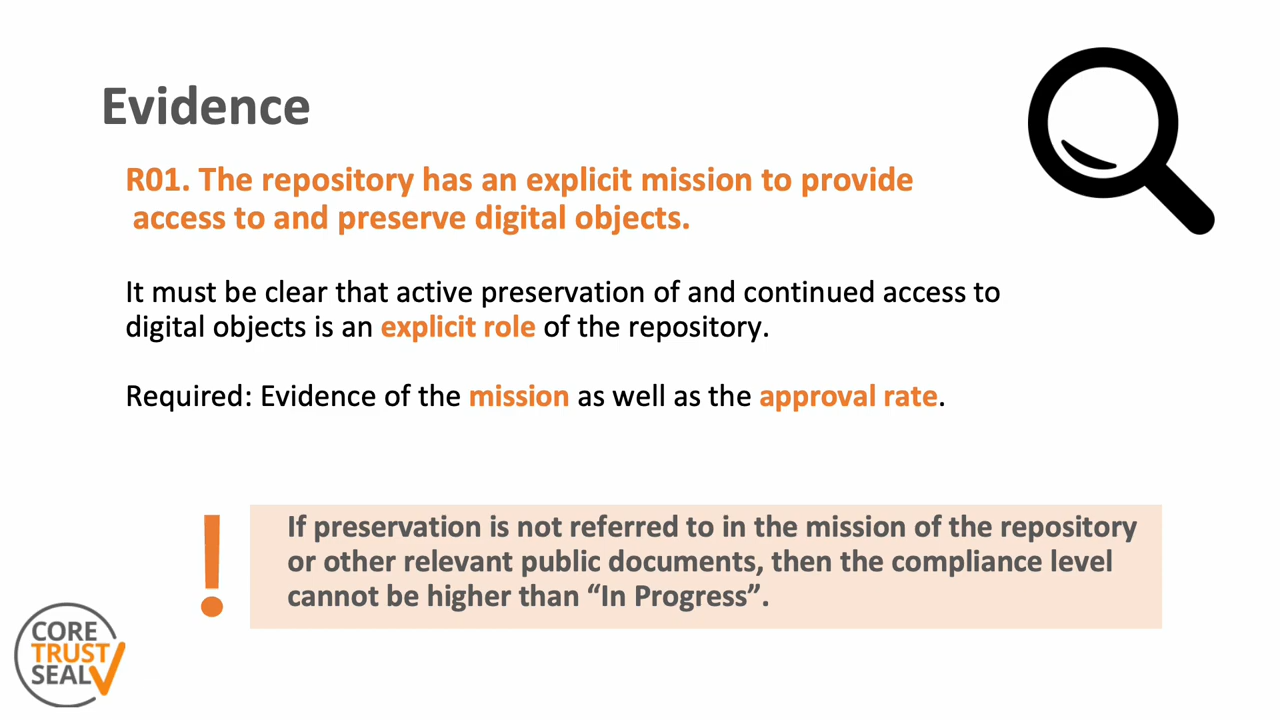 Evidence
R01. The repository has an explicit mission to provide
access to and preserve digital objects.
It must be clear that active preservation of and continued access to
digital objects is an explicit role of the repository.
Required: Evidence of the mission as well as the approval rate.
!
If preservation is not referred to in the mission of the repository
or other relevant public documents, then the compliance level
cannot be higher than “In Progress”.
CORE
TRUST
SEAL